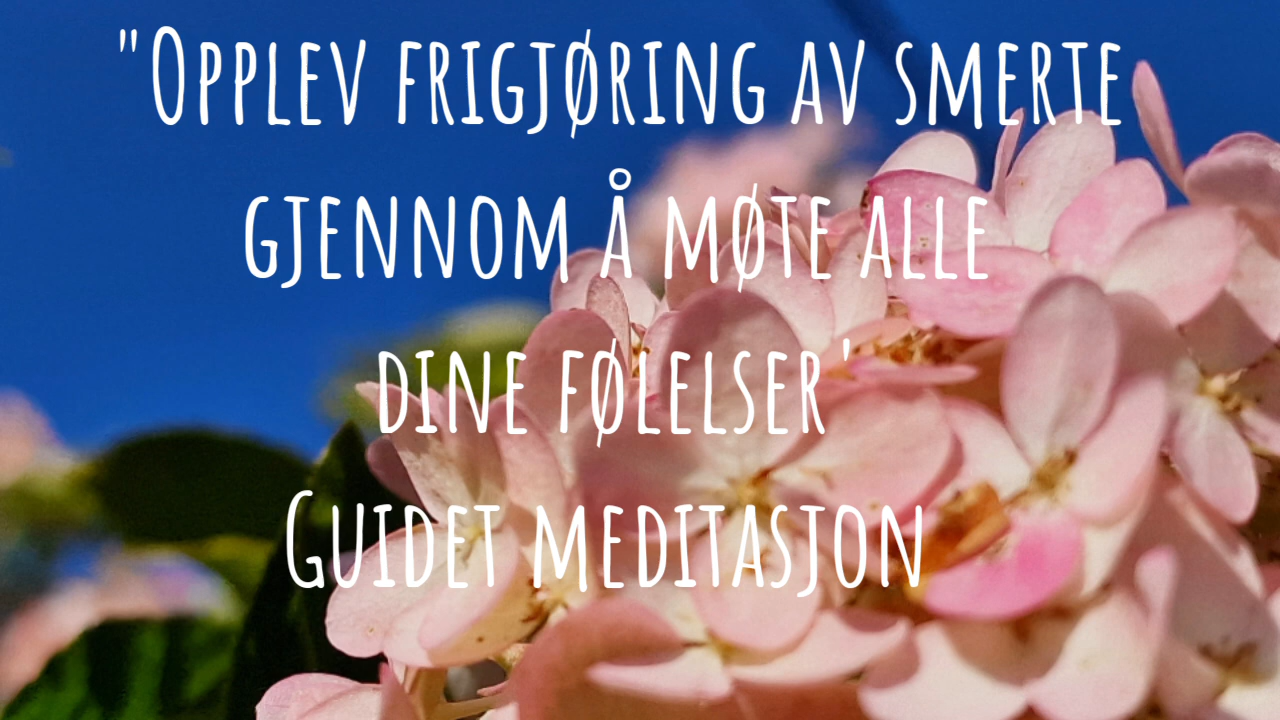 "Opplev frigjøring av smerte
gjennom å møte alle
dine følelser'
Guidet meditasjon